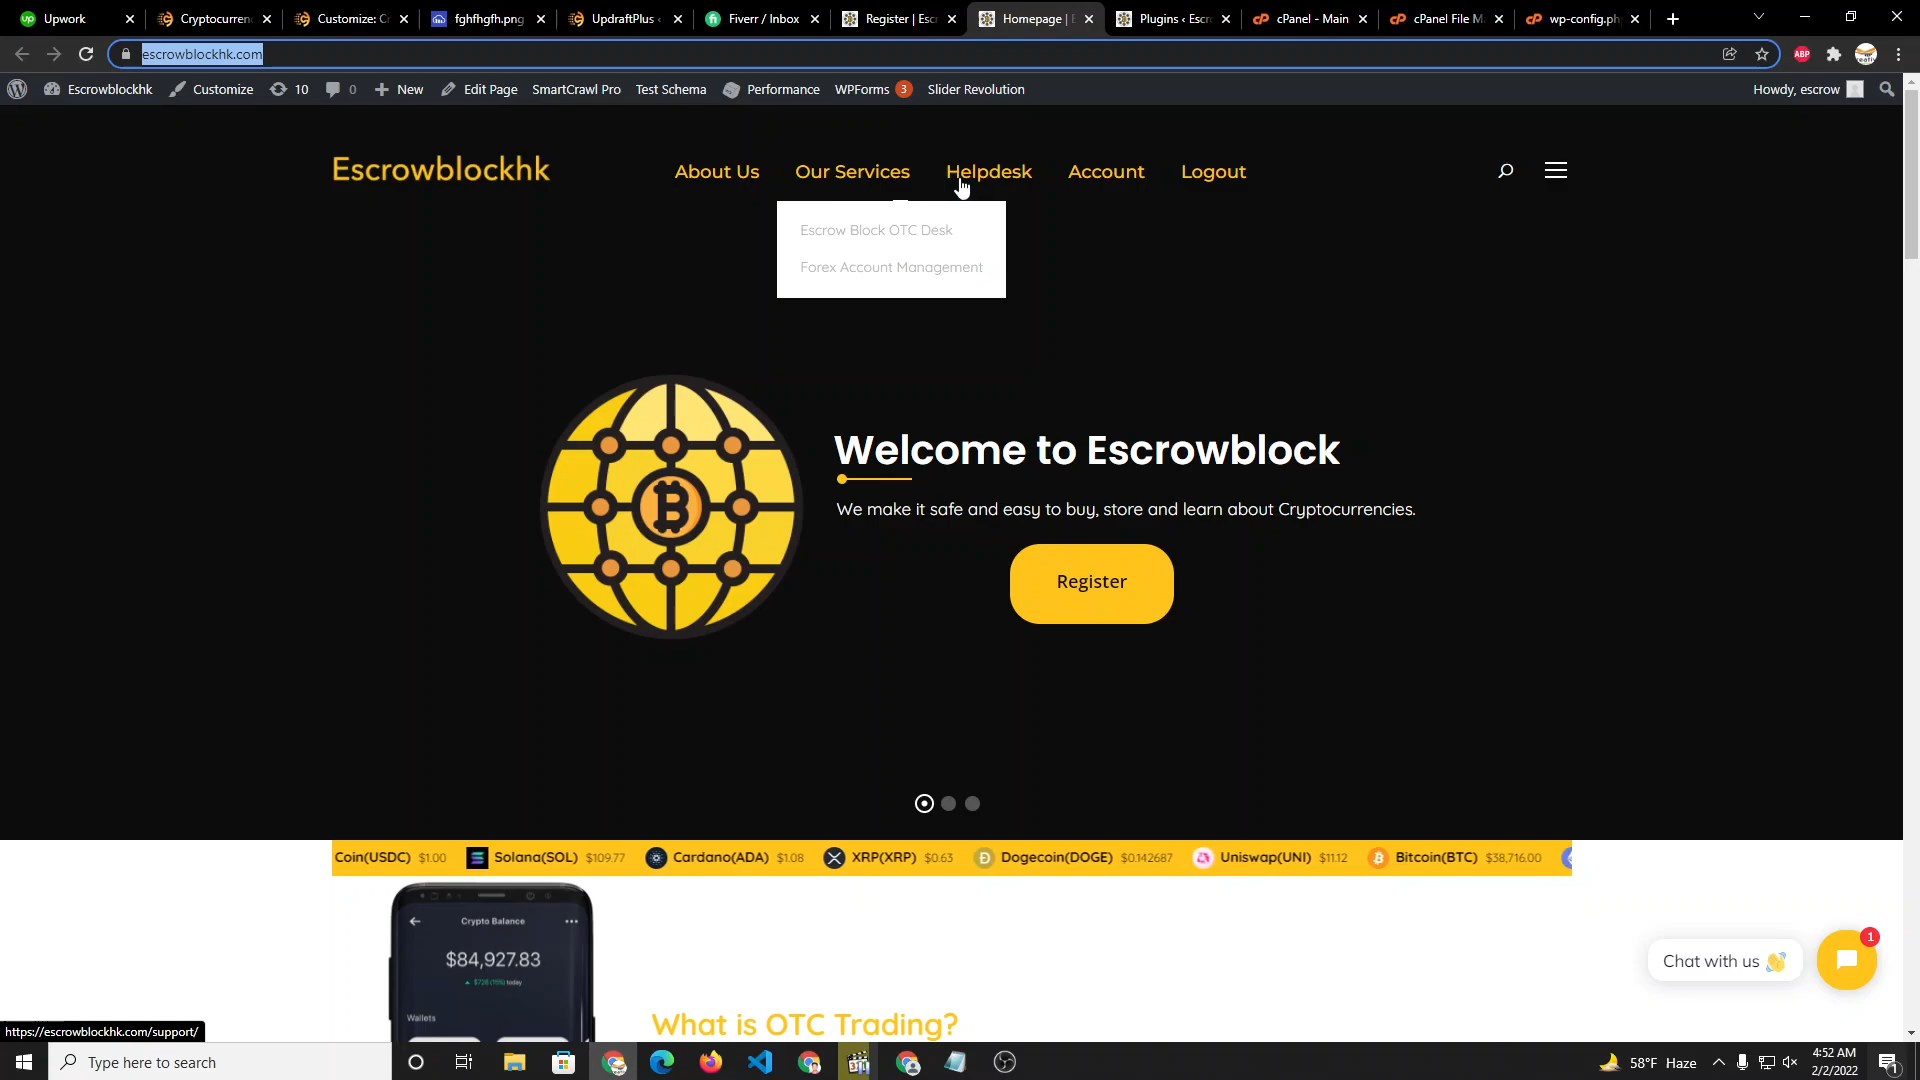 Upwork
Cryptocurren
Customize: C
fghfhgfh.png
UpdraftPlus ‹
Fiverr / Inbox
Register | Esc
Homepage | E
Plugins ‹ Escr
cPanel - Main
cPanel File M
wp-config.ph
escrowblockhk.com
ABP
Escrowblockhk
Customize
10
0
New
Edit Page
SmartCrawl Pro
Test Schema
Performance
WPForms 3
Slider Revolution
Howdy, escrow
Escrowblockhk
About Us
Our Services
Helpdesk
Account
Logout
Escrow Block OTC Desk
Forex Account Management
Welcome to Escrowblock
We make it safe and easy to buy, store and learn about Cryptocurrencies.
Register
Coin(USDC) $1.00
Solana(SOL) $109.77
Cardano(ADA) $1.08
XRP(XRP) $0.63
Dogecoin(DOGE) $0.142687
Uniswap(UNI) $11.12
Bitcoin(BTC) $38,716.00
Crypto Balance
$84,927.83
$728 (15%) today
Wallets
What is OTC Trading?
Chat with us 👋
1
https://escrowblockhk.com/support/
Type here to search
58°F Haze
4:52 AM
2/2/2022
1